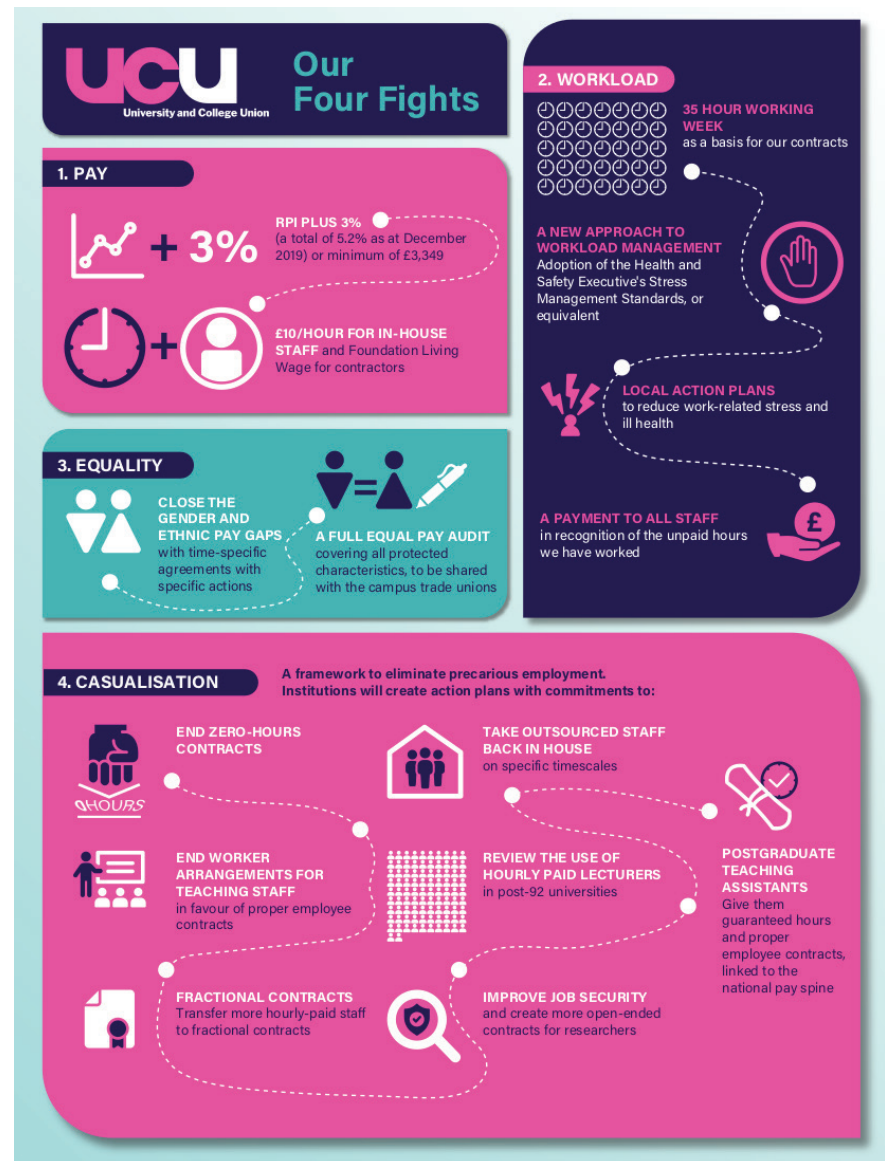 UCU
University and College Union
Our
Four Fights
1. PAY
+ 3%
RPI PLUS 3%
(a total of 5.2% as at December
2019) or minimum of £3,349
+
£10/HOUR FOR IN-HOUSE
STAFF and Foundation Living
Wage for contractors
2. WORKLOAD
35 HOUR WORKING
WEEK
as a basis for our contracts
A NEW APPROACH TO
WORKLOAD MANAGEMENT
Adoption of the Health and
Safety Executive's Stress
Management Standards, or
equivalent
LOCAL ACTION PLANS
to reduce work-related stress and
ill health
A PAYMENT TO ALL STAFF
in recognition of the unpaid hours
we have worked
£
3. EQUALITY
CLOSE THE
GENDER AND
ETHNIC PAY GAPS
with time-specific
agreements with
specific actions
=
A FULL EQUAL PAY AUDIT
covering all protected
characteristics, to be shared
with the campus trade unions
4. CASUALISATION
A framework to eliminate precarious employment.
Institutions will create action plans with commitments to:
0HOURS
END ZERO-HOURS
CONTRACTS
END WORKER
ARRANGEMENTS FOR
TEACHING STAFF
in favour of proper employee
contracts
FRACTIONAL CONTRACTS
Transfer more hourly-paid staff
to fractional contracts
TAKE OUTSOURCED STAFF
BACK IN HOUSE
on specific timescales
REVIEW THE USE OF
HOURLY PAID LECTURERS
in post-92 universities
IMPROVE JOB SECURITY
and create more open-ended
contracts for researchers
POSTGRADUATE
TEACHING
ASSISTANTS
Give them
guaranteed hours
and proper
employee contracts,
linked to the
national pay spine